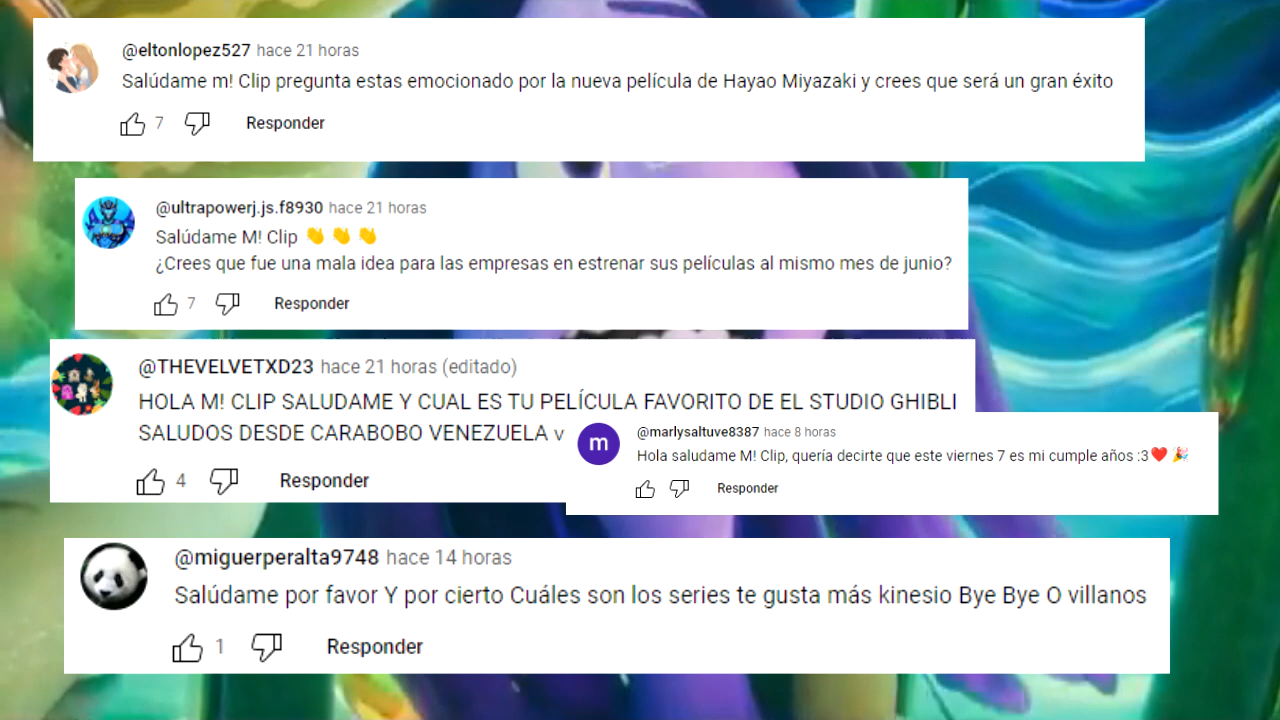 @eltonlopez527 hace 21 horas
Salúdame m! Clip pregunta estas emocionado por la nueva película de Hayao Miyazaki y crees que será un gran éxito
7 Responder
@ultrapowerj.js.f8930 hace 21 horas
Salúdame M! Clip 👏 👏 👏
¿Crees que fue una mala idea para las empresas en estrenar sus películas al mismo mes de junio?
7 Responder
@THEVELVETXD23 hace 21 horas (editado)
HOLA M! CLIP SALUDAME Y CUAL ES TU PELÍCULA FAVORITO DE EL STUDIO GHIBLI
SALUDOS DESDE CARABOBO VENEZUELA v
4 Responder
m
@marlysaltuve8387 hace 8 horas
Hola saludame M! Clip, quería decirte que este viernes 7 es mi cumple años :3❤️ 🎉
Responder
@miguerperalta9748 hace 14 horas
Salúdame por favor Y por cierto Cuáles son los series te gusta más kinesio Bye Bye O villanos
1 Responder